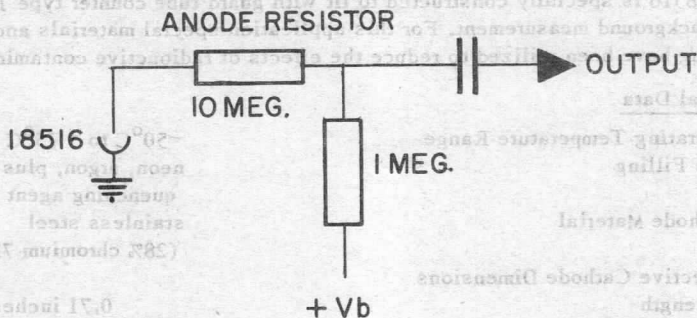 ANODE RESISTOR
OUTPUT
10 MEG.
18516
1 MEG.
+ Vb